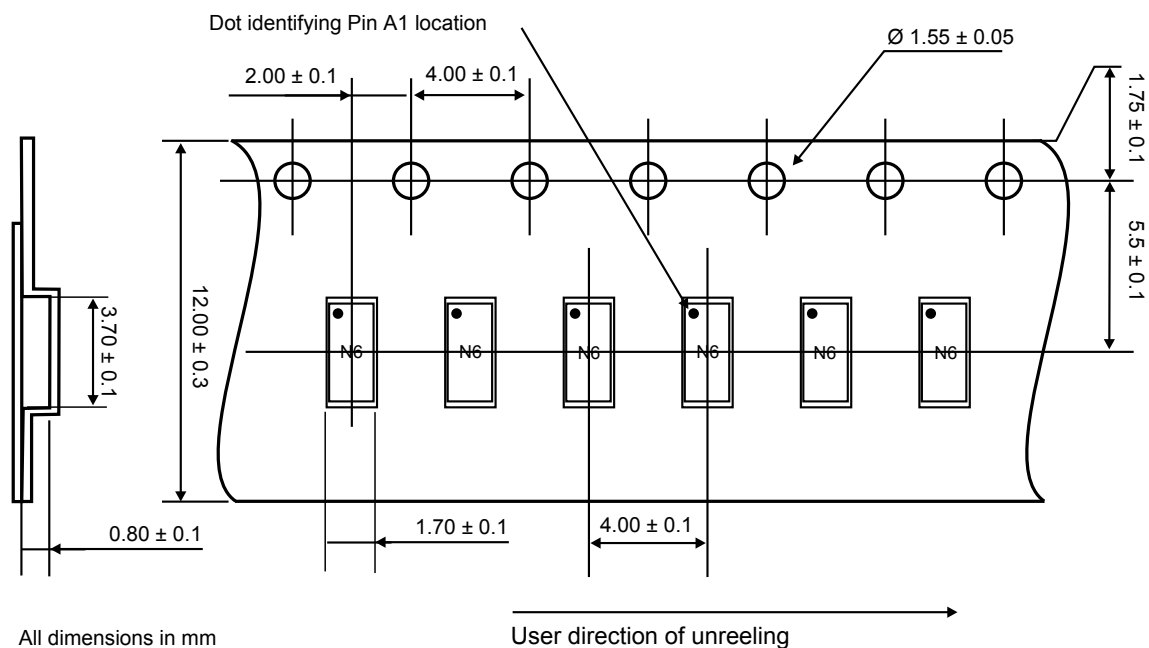 Dot identifying Pin A1 location
Ø 1.55 ± 0.05
2.00 ± 0.1
4.00 ± 0.1
1.75 ± 0.1
5.5 ± 0.1
12.00 ± 0.3
3.70 ± 0.1
N6
N6
N6
N6
N6
N6
0.80 ± 0.1
1.70 ± 0.1
4.00 ± 0.1
All dimensions in mm
User direction of unreeling